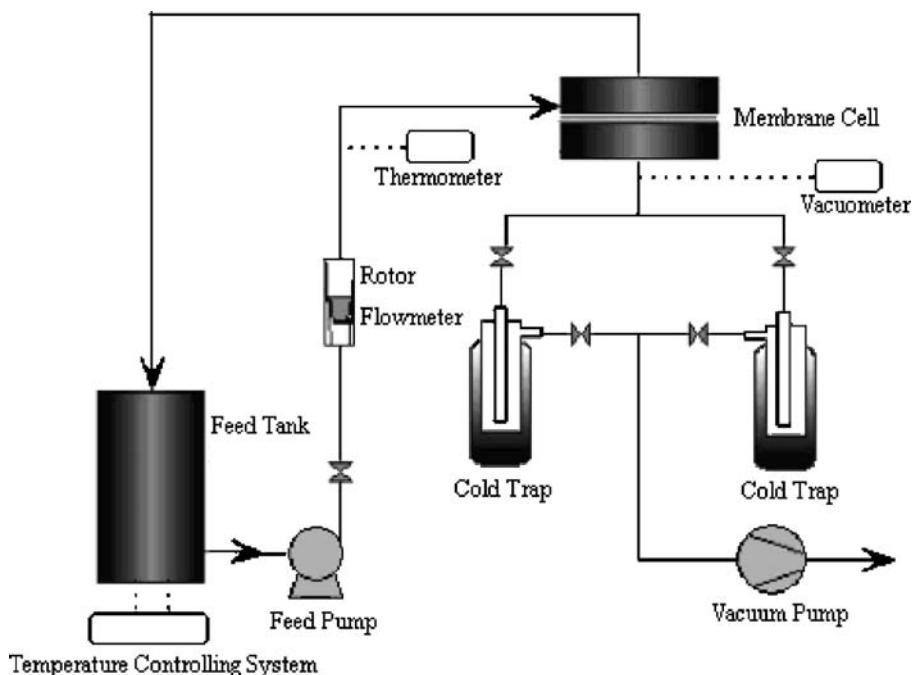 Membrane Cell
Thermometer
Vacuometer
Rotor
Flowmeter
Feed Tank
Cold Trap
Cold Trap
Feed Pump
Vacuum Pump
Temperature Controlling System